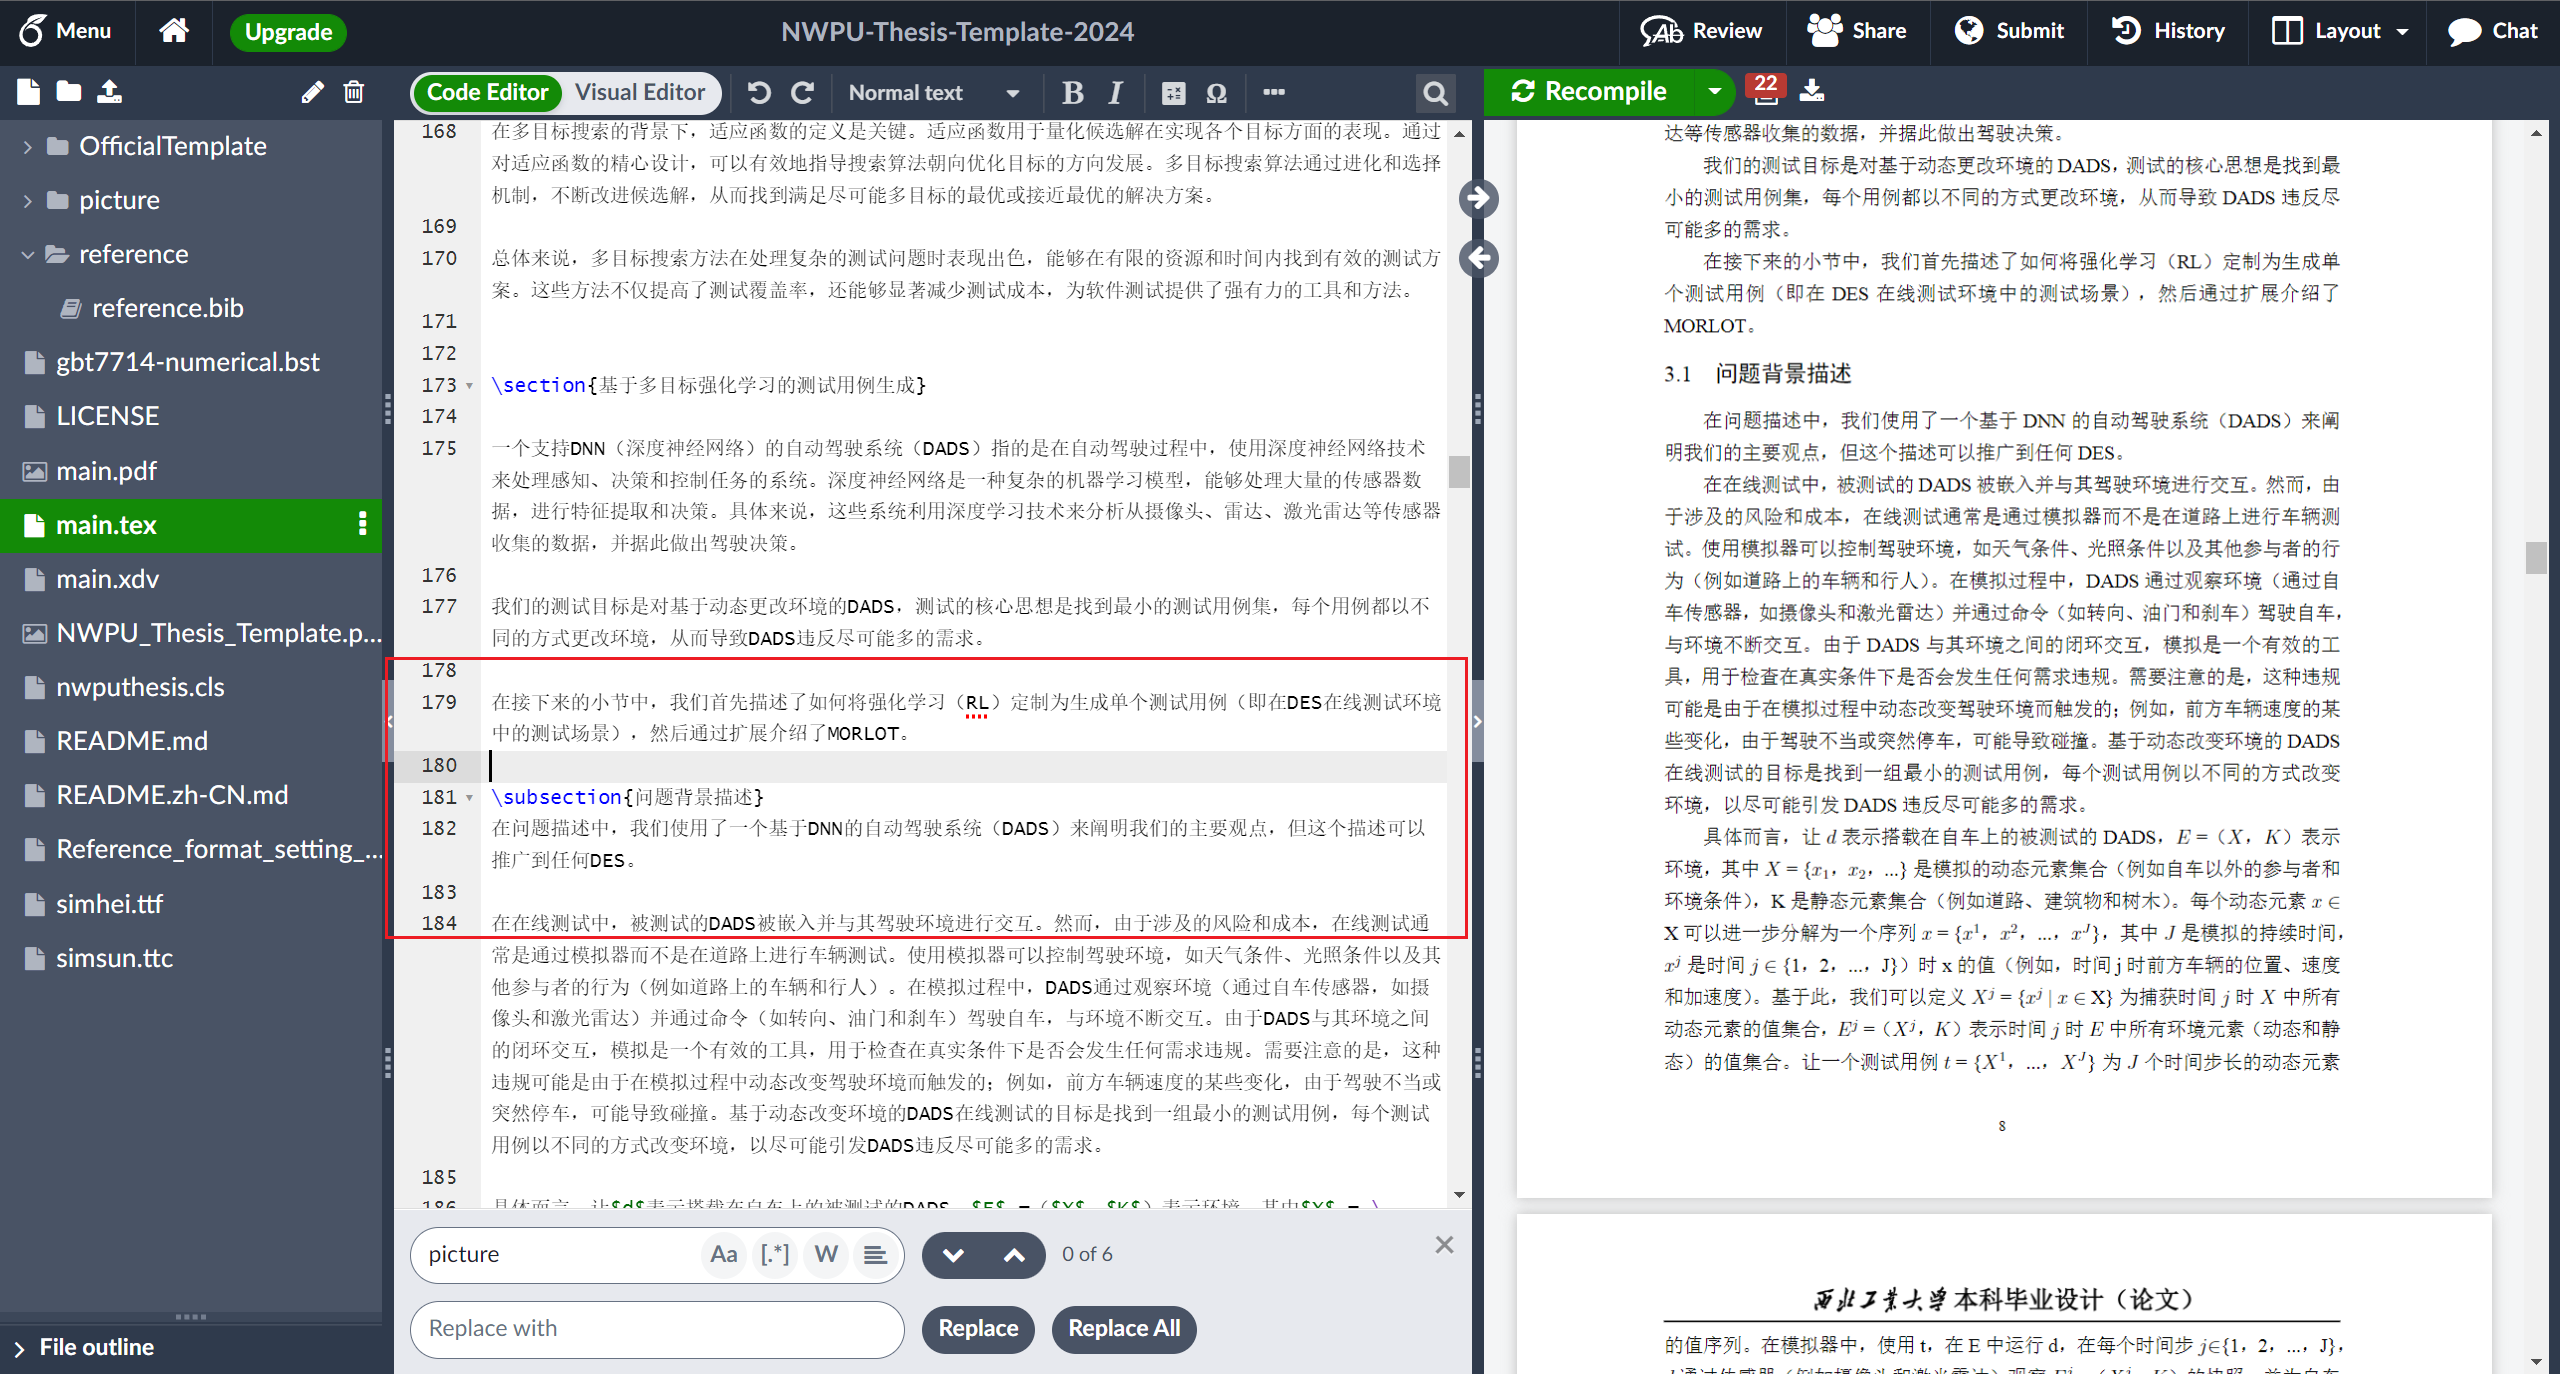 Menu
Upgrade
NWPU-Thesis-Template-2024
Review
Share
Submit
History
Layout
Chat
Code Editor
Visual Editor
Normal text
B
I
Ω
Recompile
22
OfficialTemplate
picture
reference
reference.bib
gbt7714-numerical.bst
LICENSE
main.pdf
main.tex
main.xdv
NWPU_Thesis_Template.p...
nwputhesis.cls
README.md
README.zh-CN.md
Reference_format_setting_...
simhei.ttf
simsun.ttc
File outline
168 在多目标搜索的背景下，适应函数的定义是关键。适应函数用于量化候选解在实现各个目标方面的表现。通过
对适应函数的精心设计，可以有效地指导搜索算法朝向优化目标的方向发展。多目标搜索算法通过进化和选择
机制，不断改进候选解，从而找到满足尽可能多目标的最优或接近最优的解决方案。
169
170 总体来说，多目标搜索方法在处理复杂的测试问题时表现出色，能够在有限的资源和时间内找到有效的测试方
案。这些方法不仅提高了测试覆盖率，还能够显著减少测试成本，为软件测试提供了强有力的工具和方法。
171
172
173 \section{基于多目标强化学习的测试用例生成}
174
175 一个支持DNN（深度神经网络）的自动驾驶系统（DADS）指的是在自动驾驶过程中，使用深度神经网络技术
来处理感知、决策和控制任务的系统。深度神经网络是一种复杂的机器学习模型，能够处理大量的传感器数
据，进行特征提取和决策。具体来说，这些系统利用深度学习技术来分析从摄像头、雷达、激光雷达等传感器
收集的数据，并据此做出驾驶决策。
176
177 我们的测试目标是对基于动态更改环境的DADS，测试的核心思想是找到最小的测试用例集，每个用例都以不
同的方式更改环境，从而导致DADS违反尽可能多的需求。
178
179 在接下来的小节中，我们首先描述了如何将强化学习（RL）定制为生成单个测试用例（即在DES在线测试环境
中的测试场景），然后通过扩展介绍了MORLOT。
180
181 \subsection{问题背景描述}
182 在问题描述中，我们使用了一个基于DNN的自动驾驶系统（DADS）来阐明我们的主要观点，但这个描述可以
推广到任何DES。
183
184 在在线测试中，被测试的DADS被嵌入并与其驾驶环境进行交互。然而，由于涉及的风险和成本，在线测试通
常是通过模拟器而不是在道路上进行车辆测试。使用模拟器可以控制驾驶环境，如天气条件、光照条件以及其
他参与者的行为（例如道路上的车辆和行人）。在模拟过程中，DADS通过观察环境（通过自车传感器，如摄
像头和激光雷达）并通过命令（如转向、油门和刹车）驾驶自车，与环境不断交互。由于DADS与其环境之间
的闭环交互，模拟是一个有效的工具，用于检查在真实条件下是否会发生任何需求违规。需要注意的是，这种
违规可能是由于在模拟过程中动态改变驾驶环境而触发的；例如，前方车辆速度的某些变化，由于驾驶不当或
突然停车，可能导致碰撞。基于动态改变环境的DADS在线测试的目标是找到一组最小的测试用例，每个测试
用例以不同的方式改变环境，以尽可能引发DADS违反尽可能多的需求。
185
186 具体而言，让$d$表示搭载在自车上的被测试的DADS，$E$ =（$X$，$K$）表示环境，其中$X$ = \
picture
Aa
[.*]
W
0 of 6
Replace with
Replace
Replace All
达等传感器收集的数据，并据此做出驾驶决策。
我们的测试目标是对基于动态更改环境的 DADS，测试的核心思想是找到最
小的测试用例集，每个用例都以不同的方式更改环境，从而导致 DADS 违反尽
可能多的需求。
在接下来的小节中，我们首先描述了如何将强化学习（RL）定制为生成单
个测试用例（即在 DES 在线测试环境中的测试场景），然后通过扩展介绍了
MORLOT。
3.1 问题背景描述
在问题描述中，我们使用了一个基于 DNN 的自动驾驶系统（DADS）来阐
明我们的主要观点，但这个描述可以推广到任何 DES。
在在线测试中，被测试的 DADS 被嵌入并与其驾驶环境进行交互。然而，由
于涉及的风险和成本，在线测试通常是通过模拟器而不是在道路上进行车辆测
试。使用模拟器可以控制驾驶环境，如天气条件、光照条件以及其他参与者的行
为（例如道路上的车辆和行人）。在模拟过程中，DADS 通过观察环境（通过自
车传感器，如摄像头和激光雷达）并通过命令（如转向、油门和刹车）驾驶自车，
与环境不断交互。由于 DADS 与其环境之间的闭环交互，模拟是一个有效的工
具，用于检查在真实条件下是否会发生任何需求违规。需要注意的是，这种违规
可能是由于在模拟过程中动态改变驾驶环境而触发的；例如，前方车辆速度的某
些变化，由于驾驶不当或突然停车，可能导致碰撞。基于动态改变环境的 DADS
在线测试的目标是找到一组最小的测试用例，每个测试用例以不同的方式改变
环境，以尽可能引发 DADS 违反尽可能多的需求。
具体而言，让 d 表示搭载在自车上的被测试的 DADS，E =（X，K）表示
环境，其中 X = {x₁，x₂，...} 是模拟的动态元素集合（例如自车以外的参与者和
环境条件），K 是静态元素集合（例如道路、建筑物和树木）。每个动态元素 x ∈
X 可以进一步分解为一个序列 x = {x¹，x²，...，xᴶ}，其中 J 是模拟的持续时间，
xʲ 是时间 j ∈ {1，2，...，J}）时 x 的值（例如，时间 j 时前方车辆的位置、速度
和加速度）。基于此，我们可以定义 Xʲ = {xʲ | x ∈ X} 为捕获时间 j 时 X 中所有
动态元素的值集合，Eʲ =（Xʲ，K）表示时间 j 时 E 中所有环境元素（动态和静
态）的值集合。让一个测试用例 t = {X¹，...，Xᴶ} 为 J 个时间步长的动态元素
8
西北工业大学 本科毕业设计（论文）
的值序列。在模拟器中，使用 t，在 E 中运行 d，在每个时间步 j∈{1，2，...，J}，